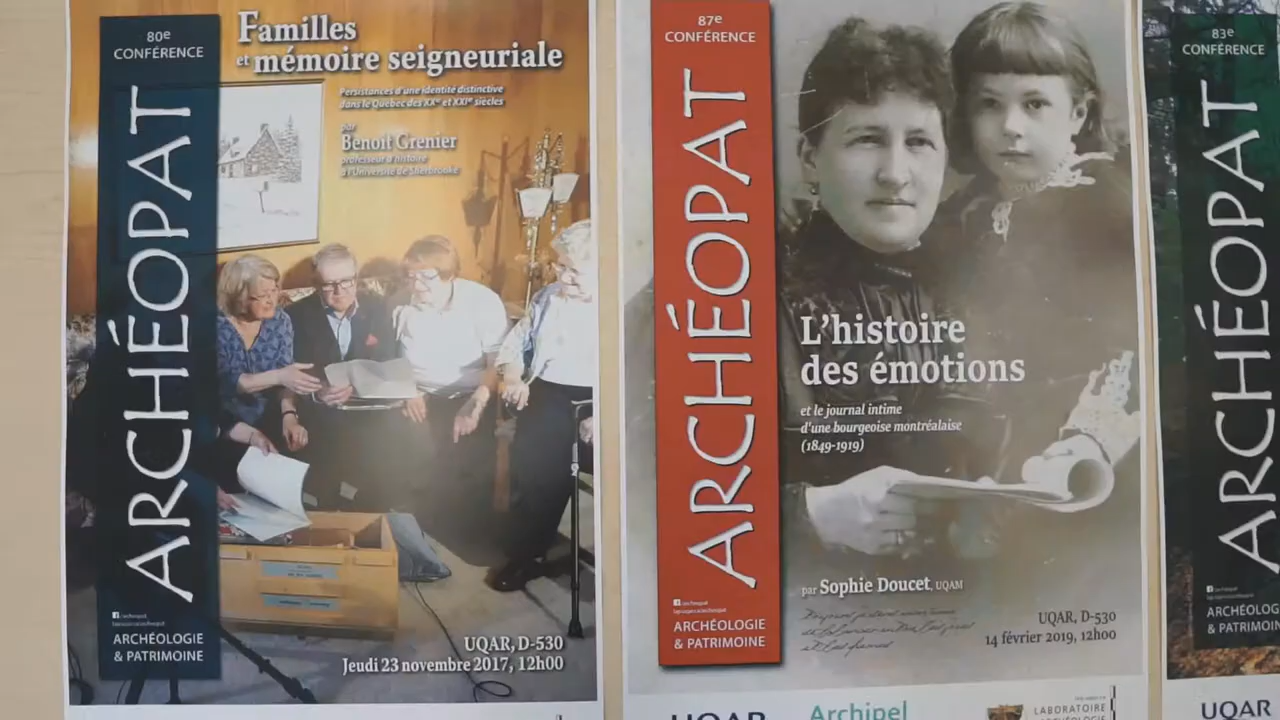 80e
CONFÉRENCE
ARCHÉOPAT
ARCHÉOLOGIE
& PATRIMOINE
Familles
et mémoire seigneuriale
Persistances d'une identité distinctive
dans le Québec des XXe et XXIe siècles
par
Benoit Grenier
professeur d'histoire
à l'Université de Sherbrooke
UQAR, D-530
Jeudi 23 novembre 2017, 12h00
87e
CONFÉRENCE
ARCHÉOPAT
ARCHÉOLOGIE
& PATRIMOINE
L'histoire
des émotions
et le journal intime
d'une bourgeoise montréalaise
(1849-1919)
par Sophie Doucet, UQAM
UQAR, D-530
14 février 2019, 12h00
UQAR
Archipel
LABORATOIRE
83e
CONFÉRENCE
ARCHÉOPAT
ARCHÉOLOG
& PATRIMOIN
UQAR